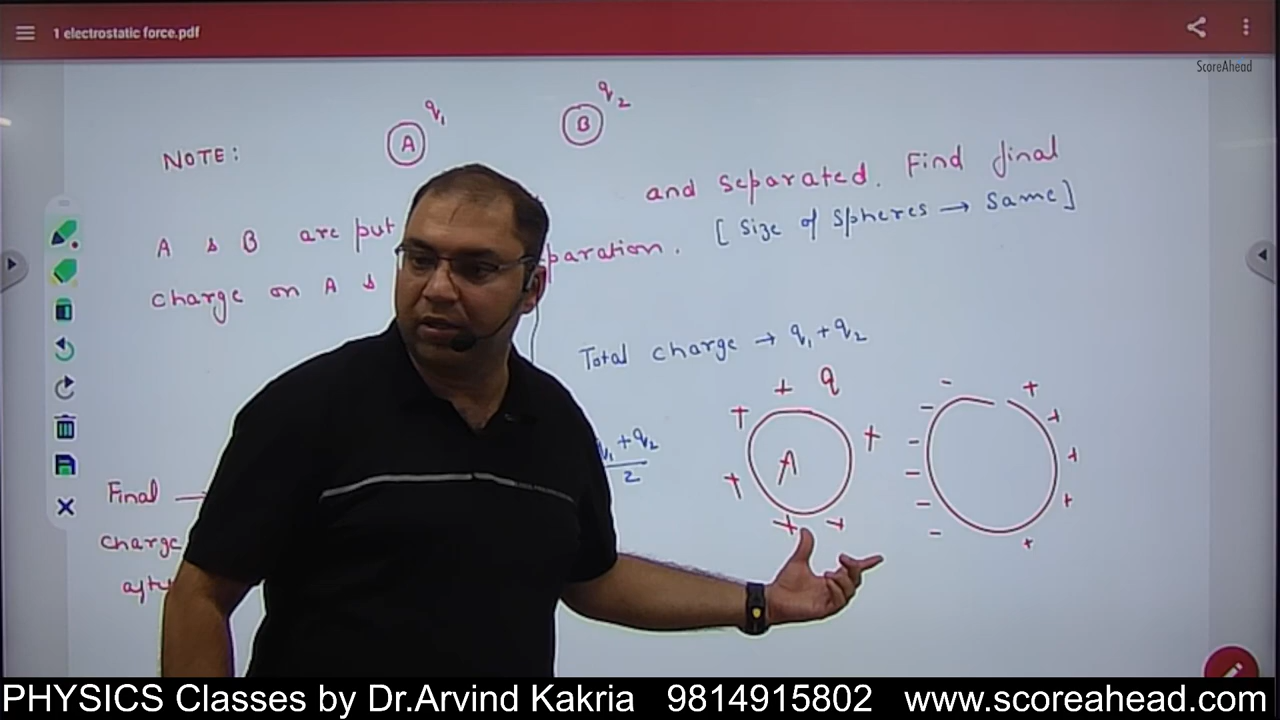 1 electrostatic force.pdf
ScoreAhead
NOTE: A q₁ B q₂
A & B are put and separated. Find final
charge on A & paration. [Size of Spheres → Same]
Total charge → q₁+q₂
q₁+q₂
2
Final →
charge
+ q
+ +
A
+ +
+ +
- +
- +
- +
- +
- +
-
PHYSICS Classes by Dr.Arvind Kakria 9814915802 www.scoreahead.com